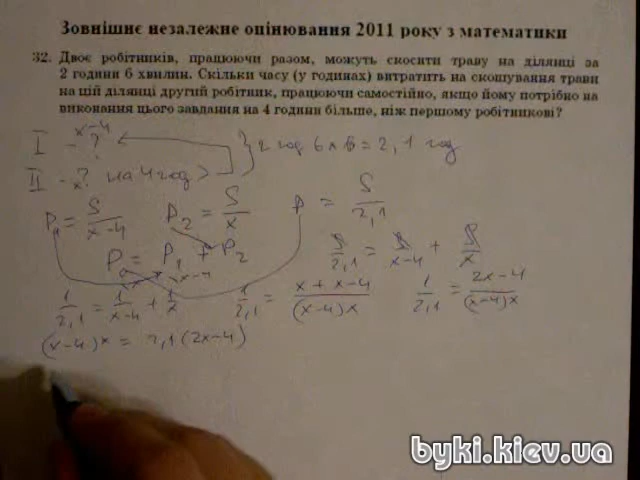 Зовнішнє незалежне оцінювання 2011 року з математики
32. Двоє робітників, працюючи разом, можуть скосити траву на ділянці за
2 години 6 хвилин. Скільки часу (у годинах) витратить на скошування трави
на цій ділянці другий робітник, працюючи самостійно, якщо йому потрібно на
виконання цього завдання на 4 години більше, ніж першому робітникові?
I - x-4 ?
} 2 год 6 хв = 2,1 год
II - x ? на 4 год >
P₁ = S/(x-4) P₂ = S/x P = S/2,1
P = P₁ + P₂ S/2,1 = S/(x-4) + S/x
1/2,1 = 1/(x-4) + 1/x 1/2,1 = (x+x-4)/((x-4)x) 1/2,1 = (2x-4)/((x-4)x)
(x-4)x = 2,1(2x-4)
byki.kiev.ua